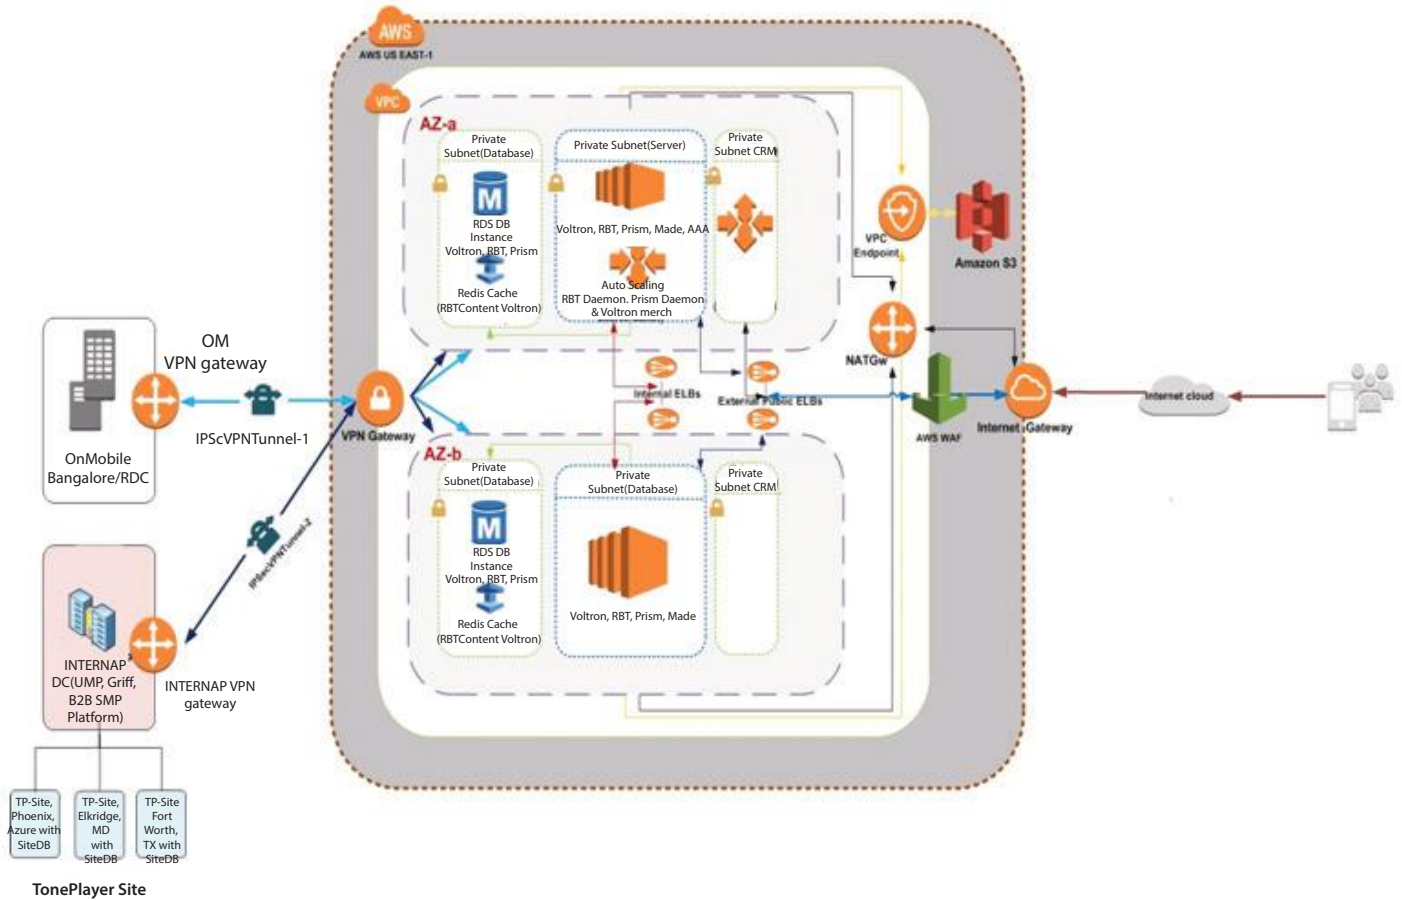 AWS
AWS US EAST-1
VPC
AZ-a
Private
Subnet(Database)
RDS DB
Instance
Voltron, RBT, Prism
Redis Cache
(RBTContent Voltron)
Private Subnet(Server)
Voltron, RBT, Prism, Made, AAA
Auto Scaling
RBT Daemon. Prism Daemon
& Voltron merch
Private
Subnet CRM
VPC
Endpoint
Amazon S3
NATGw
OM
VPN gateway
IPScVPNTunnel-1
OnMobile
Bangalore/RDC
VPN Gateway
Internal ELBs
External Public ELBs
AWS WAF
Internet Gateway
Internet cloud
AZ-b
Private
Subnet(Database)
M
RDS DB
Instance
Voltron, RBT, Prism
Redis Cache
(RBTContent Voltron)
Private
Subnet(Database)
Voltron, RBT, Prism, Made
Private
Subnet CRM
M
IPSecVPNTunnel-2
INTERNAP
DC(UMP, Griff,
B2B SMP
Platform)
INTERNAP VPN
gateway
TP-Site,
Phoenix,
Azure with
SiteDB
TP-Site,
Elkridge,
MD
with
SiteDB
TP-Site
Fort
Worth,
TX with
SiteDB
TonePlayer Site